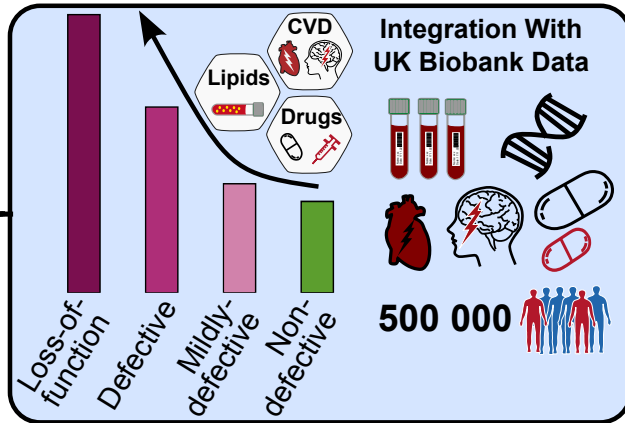 CVD
Lipids
Drugs
Integration With
UK Biobank Data
Loss-of-
function
Defective
Mildly-
defective
Non-
defective
500 000